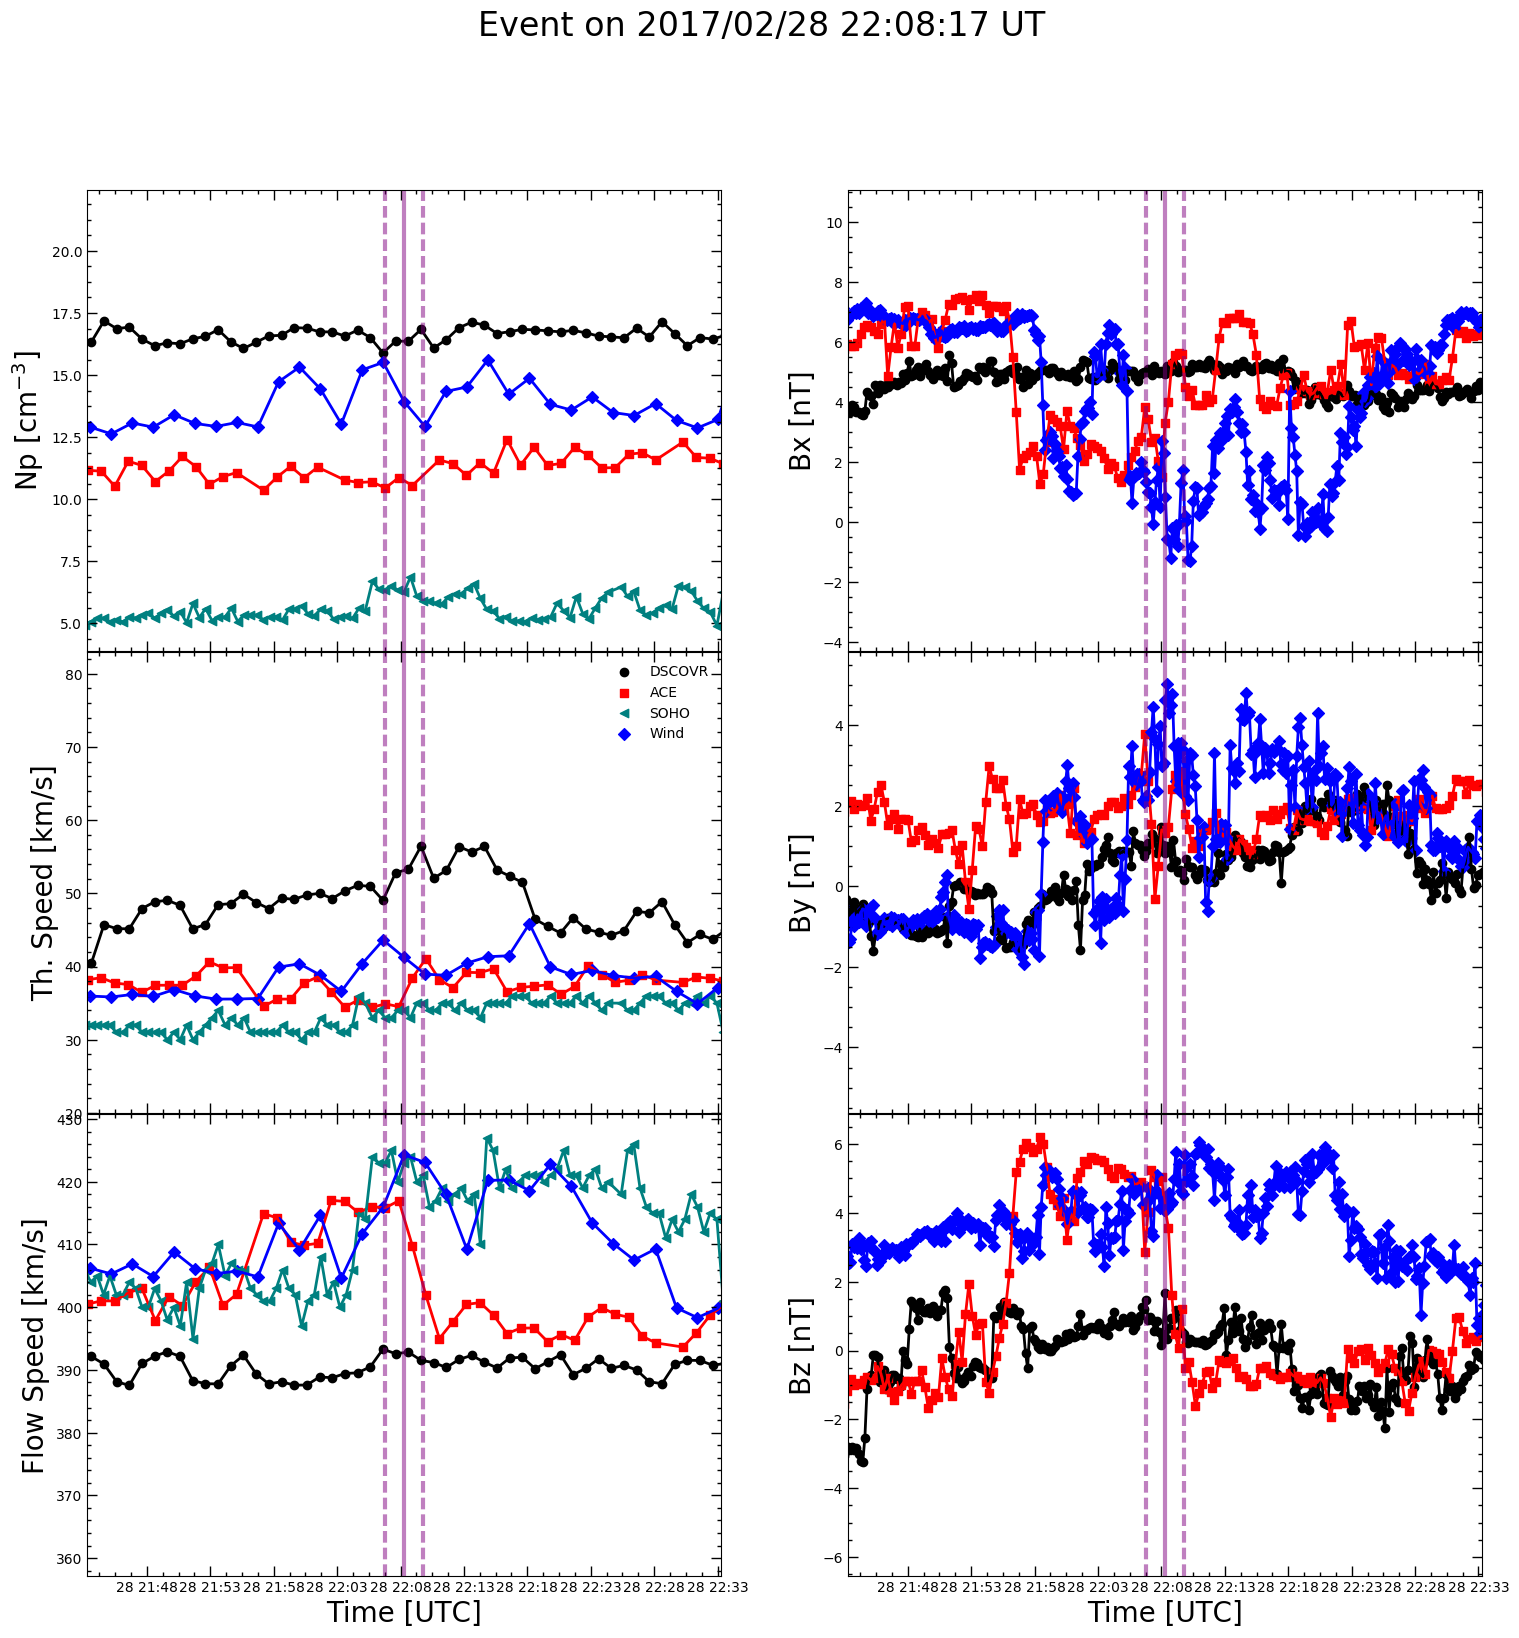 Event on 2017/02/28 22:08:17 UT
Np [cm⁻³]
20.0
17.5
15.0
12.5
10.0
7.5
5.0
Bx [nT]
10
8
6
4
2
0
−2
−4
Th. Speed [km/s]
80
70
60
50
40
30
20
DSCOVR
ACE
SOHO
Wind
By [nT]
4
2
0
−2
−4
Flow Speed [km/s]
430
420
410
400
390
380
370
360
Bz [nT]
6
4
2
0
−2
−4
−6
28 21:48 28 21:53 28 21:58 28 22:03 28 22:08 28 22:13 28 22:18 28 22:23 28 22:28 28 22:33
Time [UTC]
28 21:48 28 21:53 28 21:58 28 22:03 28 22:08 28 22:13 28 22:18 28 22:23 28 22:28 28 22:33
Time [UTC]